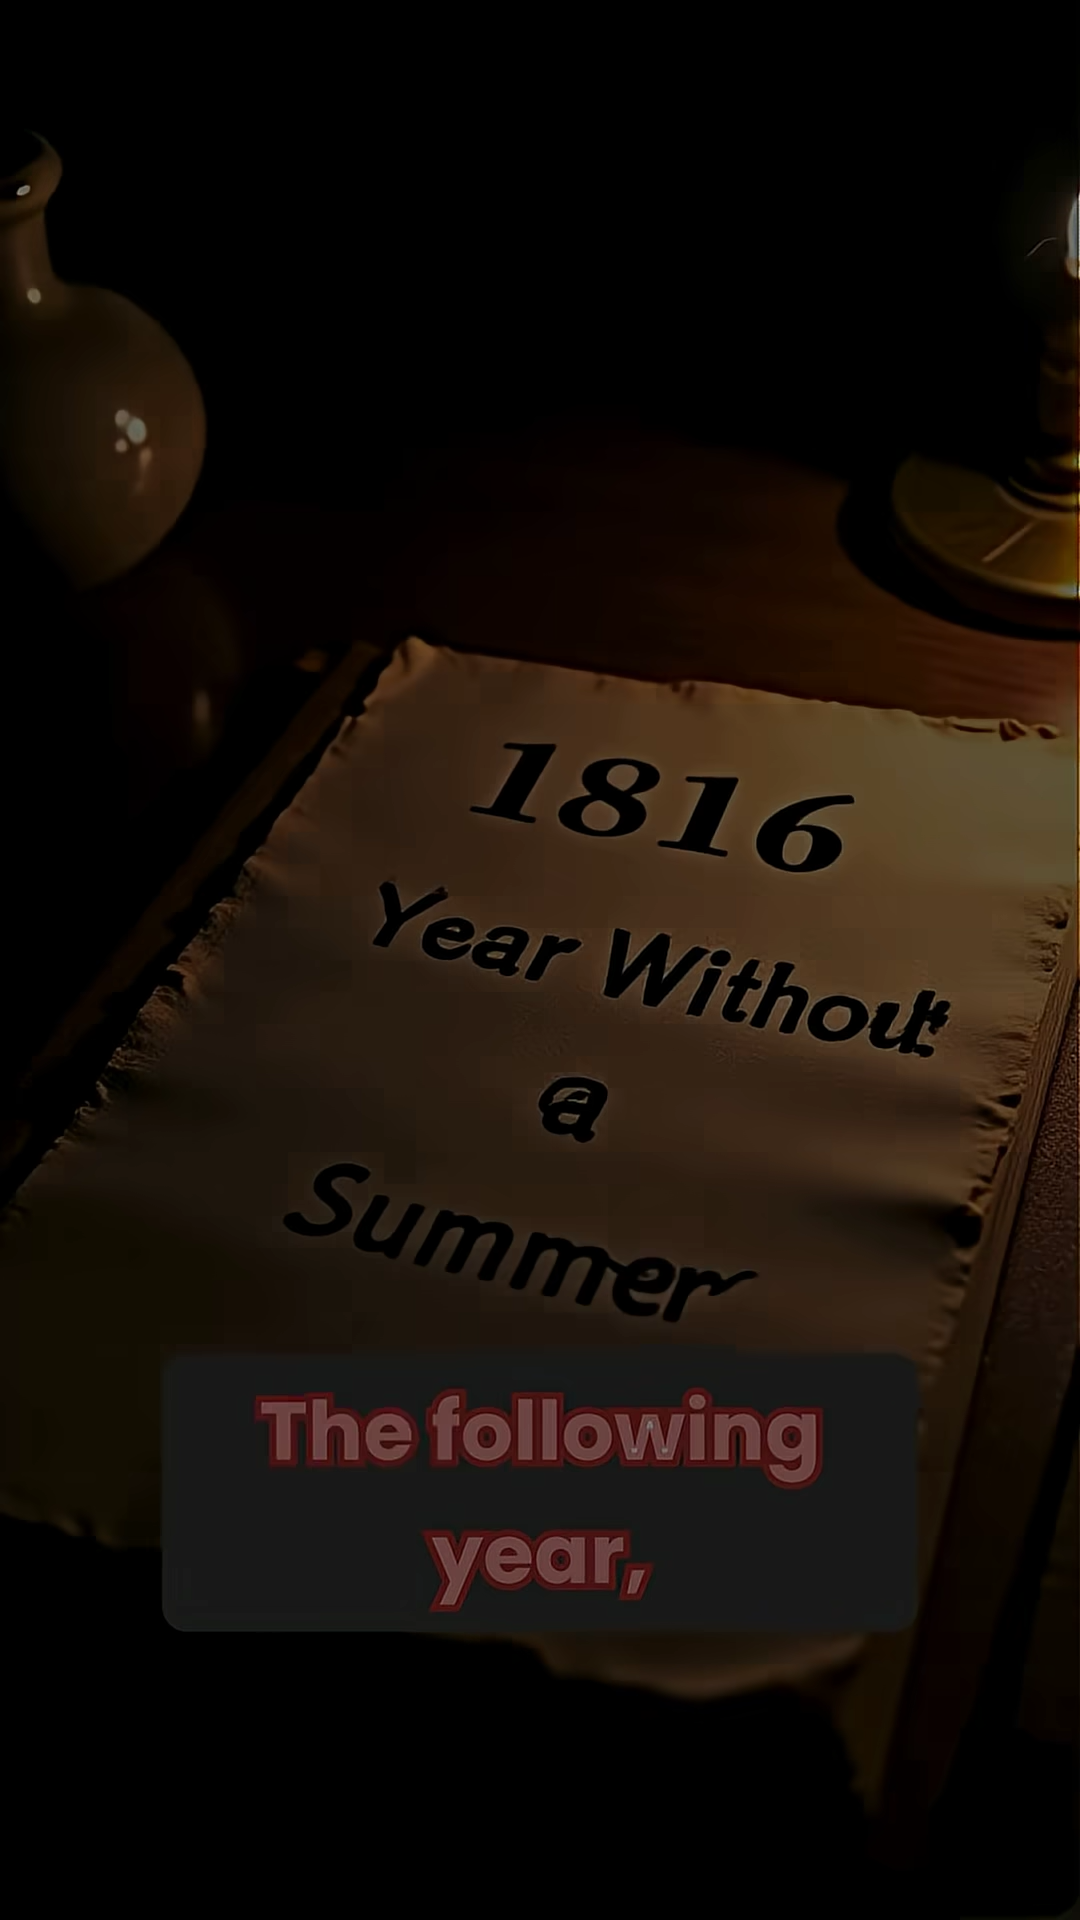 1816
Year Without
a
Summer
The following
year,